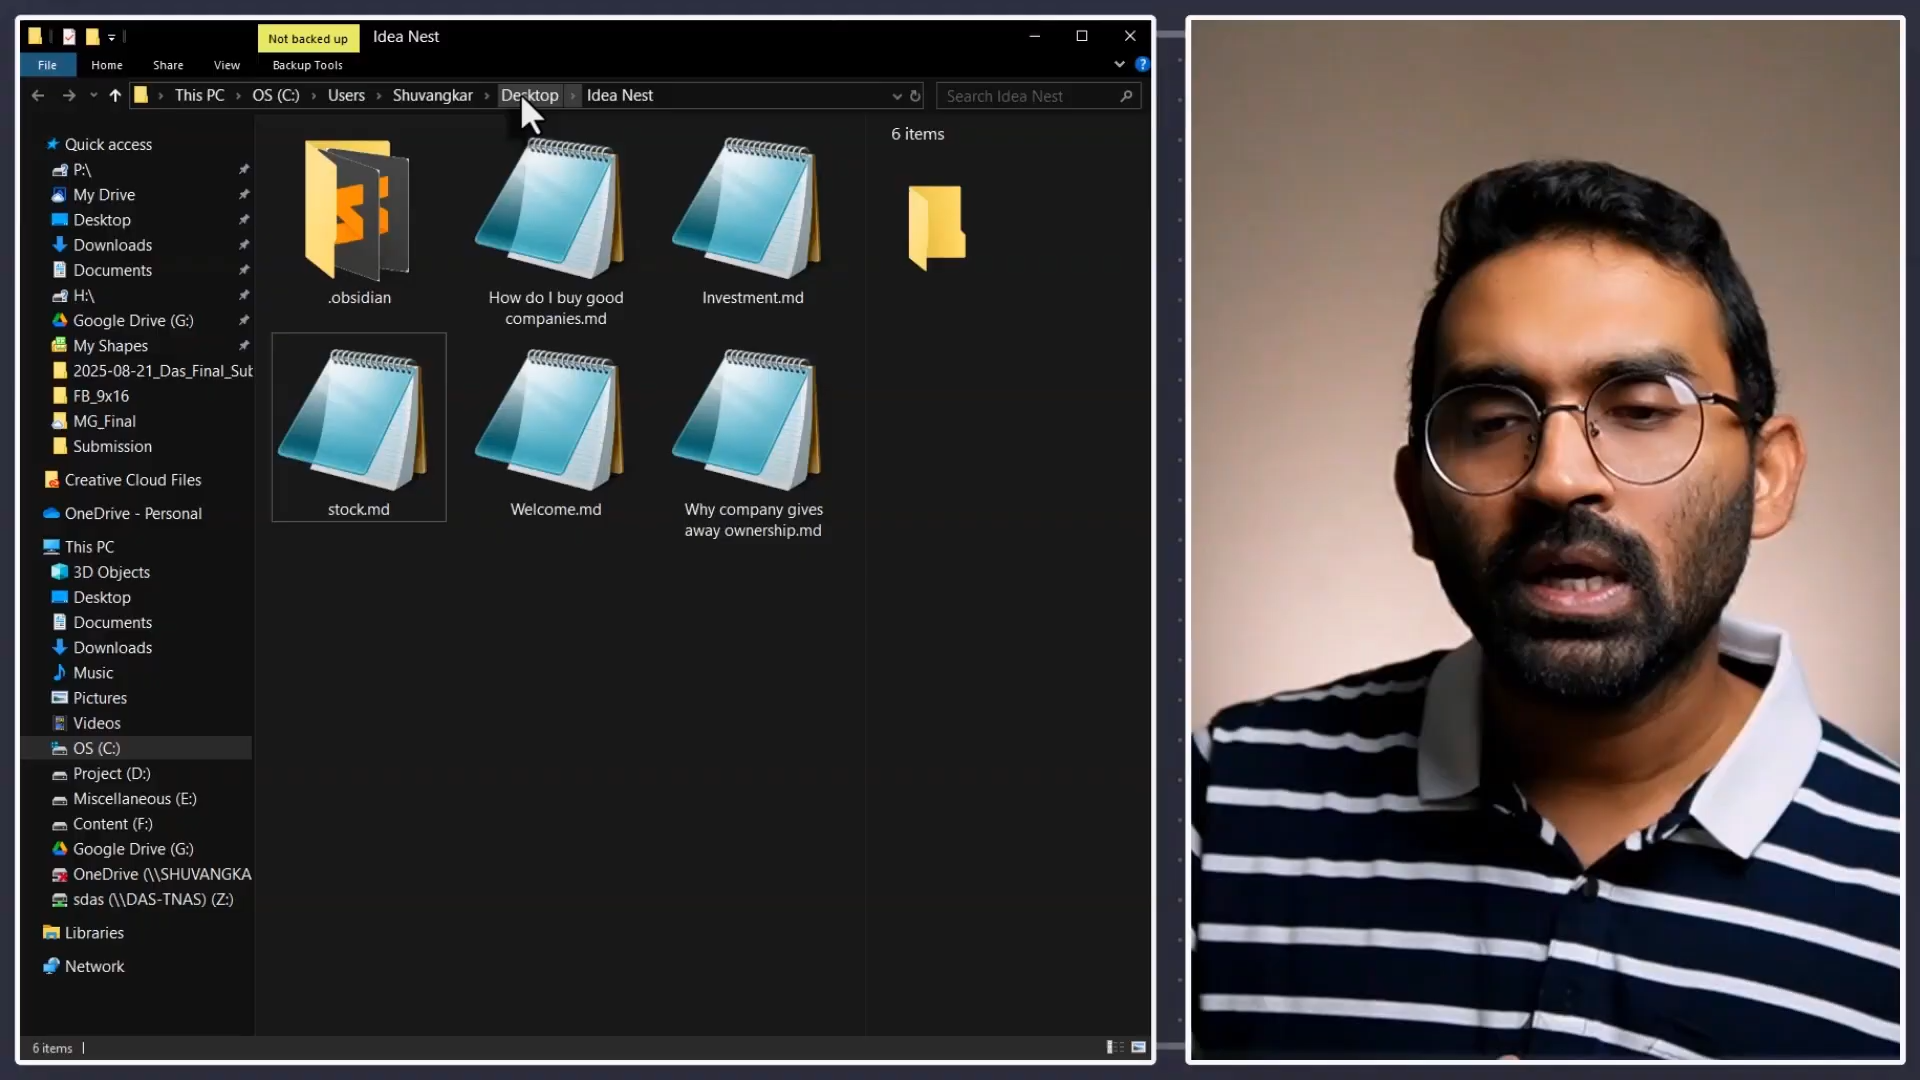 Not backed up
Idea Nest
File
Home
Share
View
Backup Tools
This PC
OS (C:)
Users
Shuvangkar
Desktop
Idea Nest
Search Idea Nest
Quick access
P:\
My Drive
Desktop
Downloads
Documents
H:\
Google Drive (G:)
My Shapes
2025-08-21_Das_Final_Sub
FB_9x16
MG_Final
Submission
Creative Cloud Files
OneDrive - Personal
This PC
3D Objects
Desktop
Documents
Downloads
Music
Pictures
Videos
OS (C:)
Project (D:)
Miscellaneous (E:)
Content (F:)
Google Drive (G:)
OneDrive (\\SHUVANGKA
sdas (\\DAS-TNAS) (Z:)
Libraries
Network
.obsidian
How do I buy good
companies.md
Investment.md
stock.md
Welcome.md
Why company gives
away ownership.md
6 items
6 items